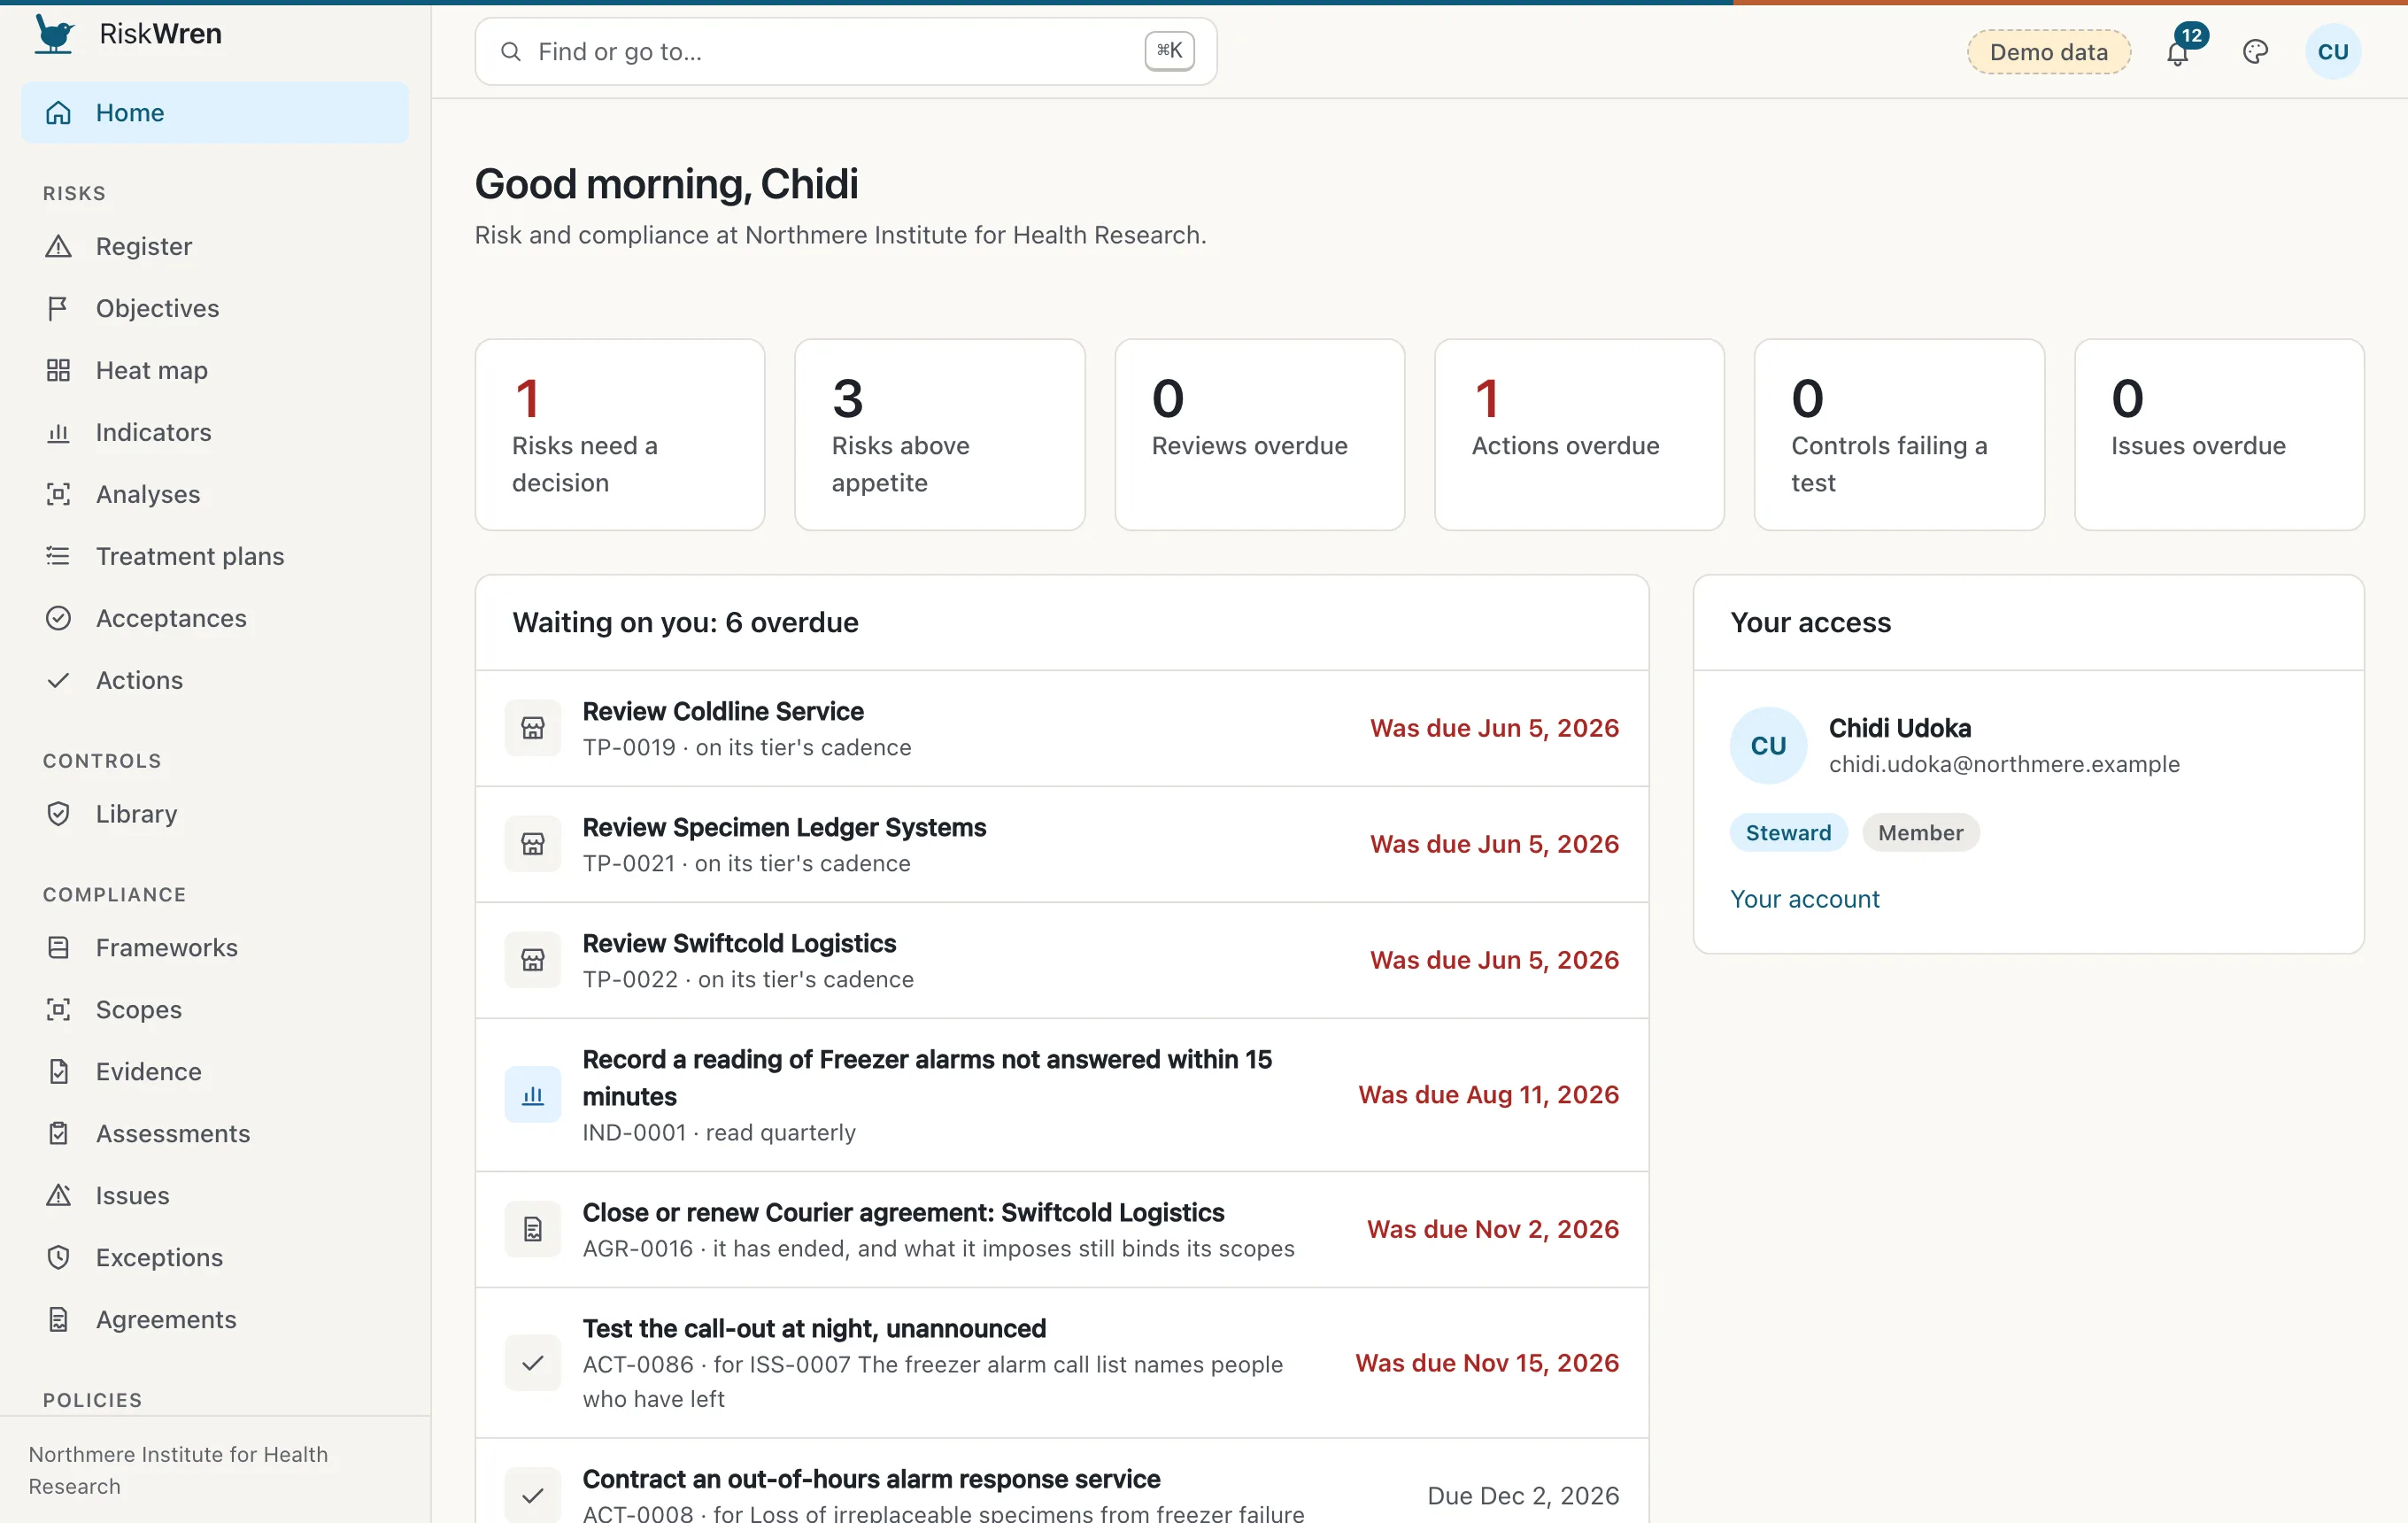 RiskWren
Find or go to...
⌘K
Demo data
12
CU
Home
RISKS
Register
Objectives
Heat map
Indicators
Analyses
Treatment plans
Acceptances
Actions
CONTROLS
Library
COMPLIANCE
Frameworks
Scopes
Evidence
Assessments
Issues
Exceptions
Agreements
POLICIES
Northmere Institute for Health
Research
Good morning, Chidi
Risk and compliance at Northmere Institute for Health Research.
1
Risks need a
decision
3
Risks above
appetite
0
Reviews overdue
1
Actions overdue
0
Controls failing a
test
0
Issues overdue
Waiting on you: 6 overdue
Review Coldline Service
TP-0019 · on its tier's cadence
Was due Jun 5, 2026
Review Specimen Ledger Systems
TP-0021 · on its tier's cadence
Was due Jun 5, 2026
Review Swiftcold Logistics
TP-0022 · on its tier's cadence
Was due Jun 5, 2026
Record a reading of Freezer alarms not answered within 15
minutes
IND-0001 · read quarterly
Was due Aug 11, 2026
Close or renew Courier agreement: Swiftcold Logistics
AGR-0016 · it has ended, and what it imposes still binds its scopes
Was due Nov 2, 2026
Test the call-out at night, unannounced
ACT-0086 · for ISS-0007 The freezer alarm call list names people
who have left
Was due Nov 15, 2026
Contract an out-of-hours alarm response service
ACT-0008 · for Loss of irreplaceable specimens from freezer failure
Due Dec 2, 2026
Your access
CU
Chidi Udoka
chidi.udoka@northmere.example
Steward
Member
Your account